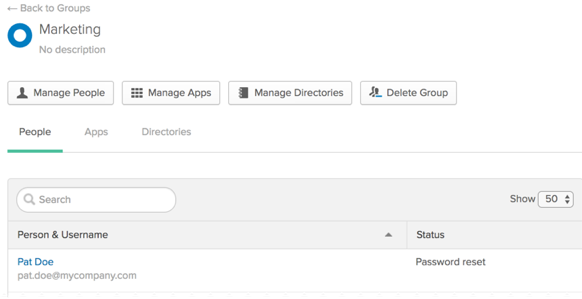 ← Back to Groups
Marketing
No description
Manage People Manage Apps Manage Directories Delete Group
People Apps Directories
Search Show 50
Person & Username Status
Pat Doe Password reset
pat.doe@mycompany.com